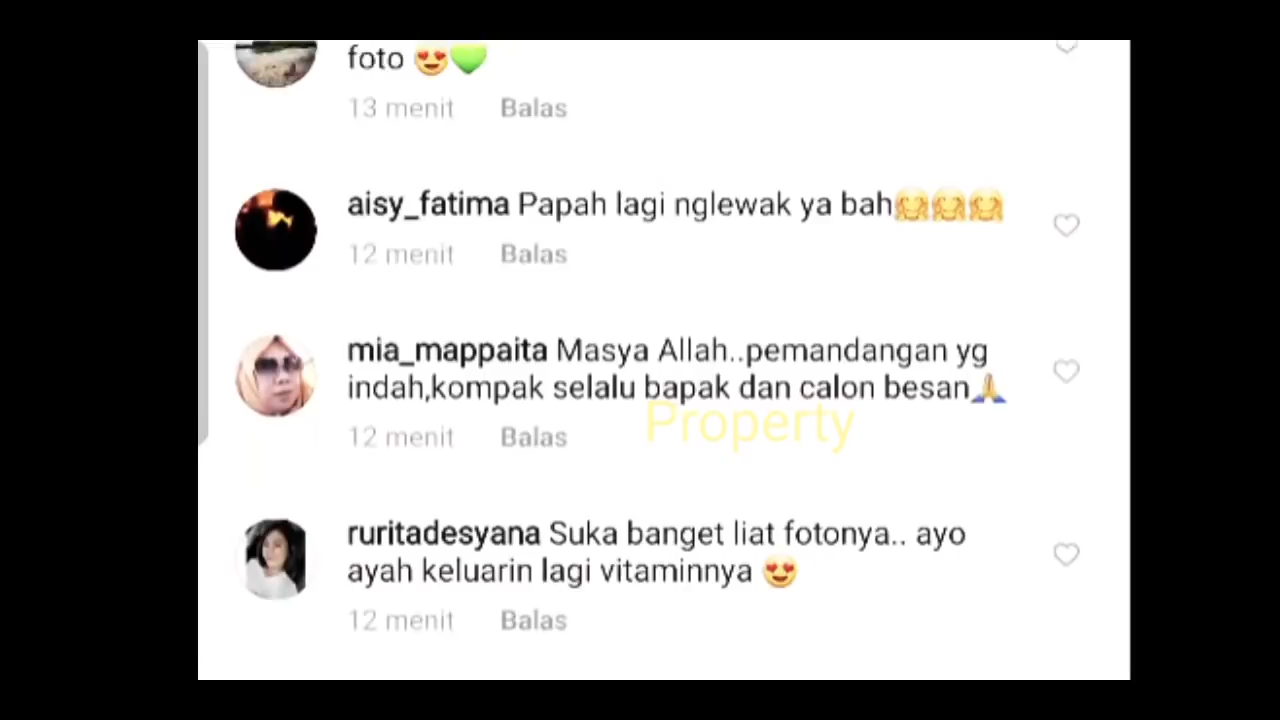 foto 😍💚
13 menit Balas
aisy_fatima Papah lagi nglewak ya bah🤗🤗🤗
12 menit Balas
mia_mappaita Masya Allah..pemandangan yg
indah,kompak selalu bapak dan calon besan🙏
Property
12 menit Balas
ruritadesyana Suka banget liat fotonya.. ayo
ayah keluarin lagi vitaminnya 😍
12 menit Balas